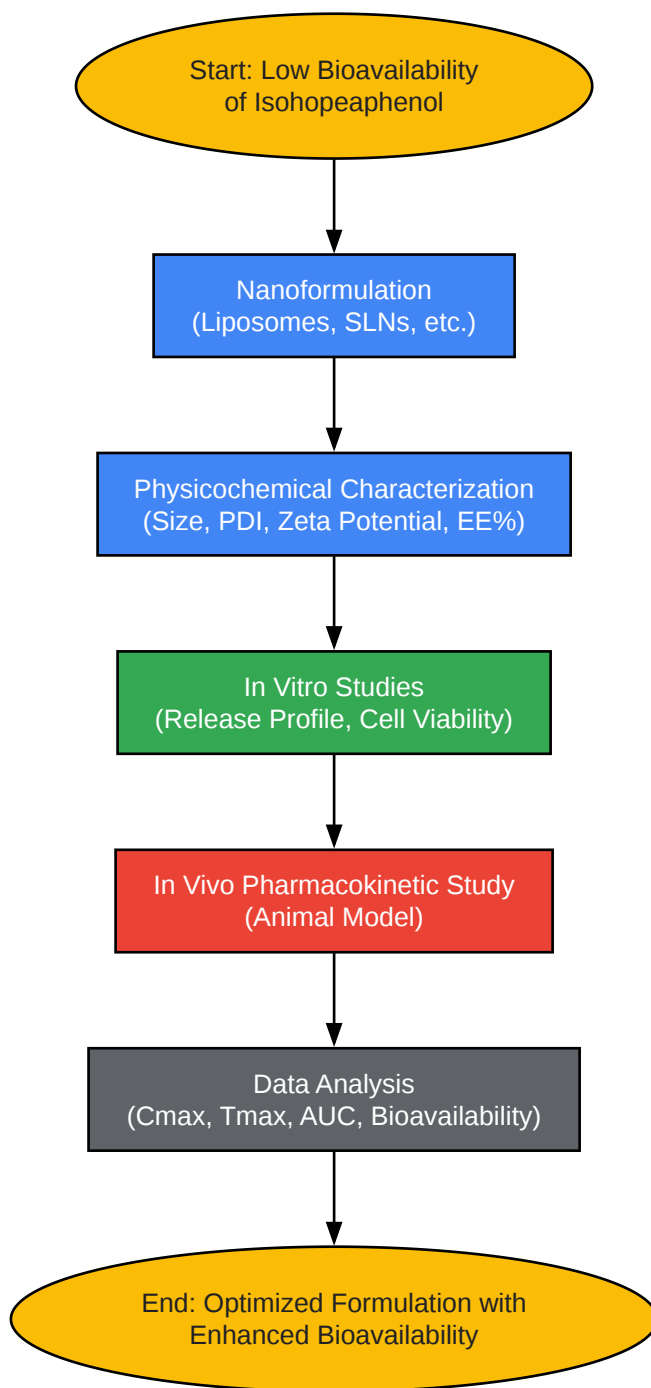 Start: Low Bioavailability
of Isohopeaphenol
Nanoformulation
(Liposomes, SLNs, etc.)
Physicochemical Characterization
(Size, PDI, Zeta Potential, EE%)
In Vitro Studies
(Release Profile, Cell Viability)
In Vivo Pharmacokinetic Study
(Animal Model)
Data Analysis
(Cmax, Tmax, AUC, Bioavailability)
End: Optimized Formulation with
Enhanced Bioavailability